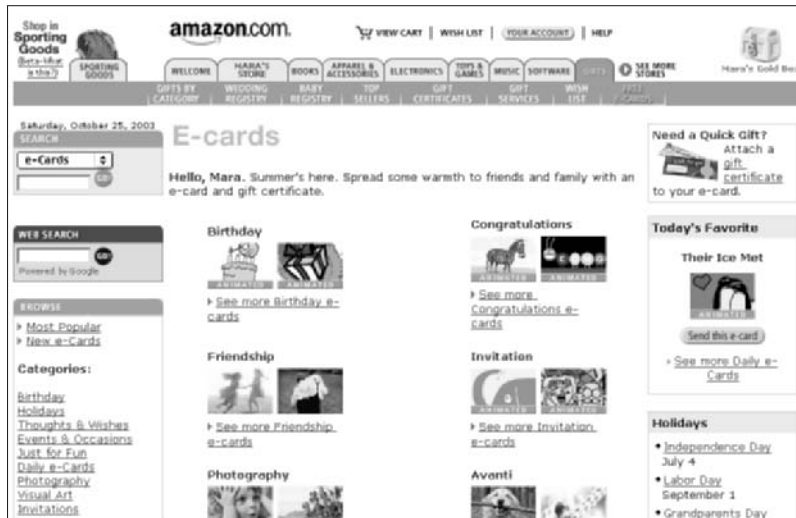 Shop in
Sporting
Goods
(Beta-What
is this?)
SPORTING
GOODS
amazon.com.
VIEW CART | WISH LIST | YOUR ACCOUNT | HELP
WELCOME
MARA'S
STORE
BOOKS
APPAREL &
ACCESSORIES
ELECTRONICS
TOYS &
GAMES
MUSIC
SOFTWARE
GIFTS
SEE MORE
STORES
Mara's Gold Box
GIFTS BY
CATEGORY
WEDDING
REGISTRY
BABY
REGISTRY
TOP
SELLERS
GIFT
CERTIFICATES
GIFT
SERVICES
WISH
LIST
FREE
E-CARDS
Saturday, October 25, 2003
SEARCH
e-Cards
GO!
WEB SEARCH
GO!
Powered by Google
BROWSE
Most Popular
New e-Cards
Categories:
Birthday
Holidays
Thoughts & Wishes
Events & Occasions
Just for Fun
Daily e-Cards
Photography
Visual Art
Invitations
E-cards
Hello, Mara. Summer's here. Spread some warmth to friends and family with an
e-card and gift certificate.
Birthday
ANIMATED
ANIMATED
See more Birthday e-
cards
Congratulations
ANIMATED
ANIMATED
See more
Congratulations e-
cards
Friendship
See more Friendship
e-cards
Invitation
ANIMATED
ANIMATED
See more Invitation
e-cards
Photography
Avanti
Need a Quick Gift?
Attach a
gift
certificate
to your e-card.
Today's Favorite
Their Ice Met
ANIMATED
Send this e-card
See more Daily e-
Cards
Holidays
Independence Day
July 4
Labor Day
September 1
Grandparents Day